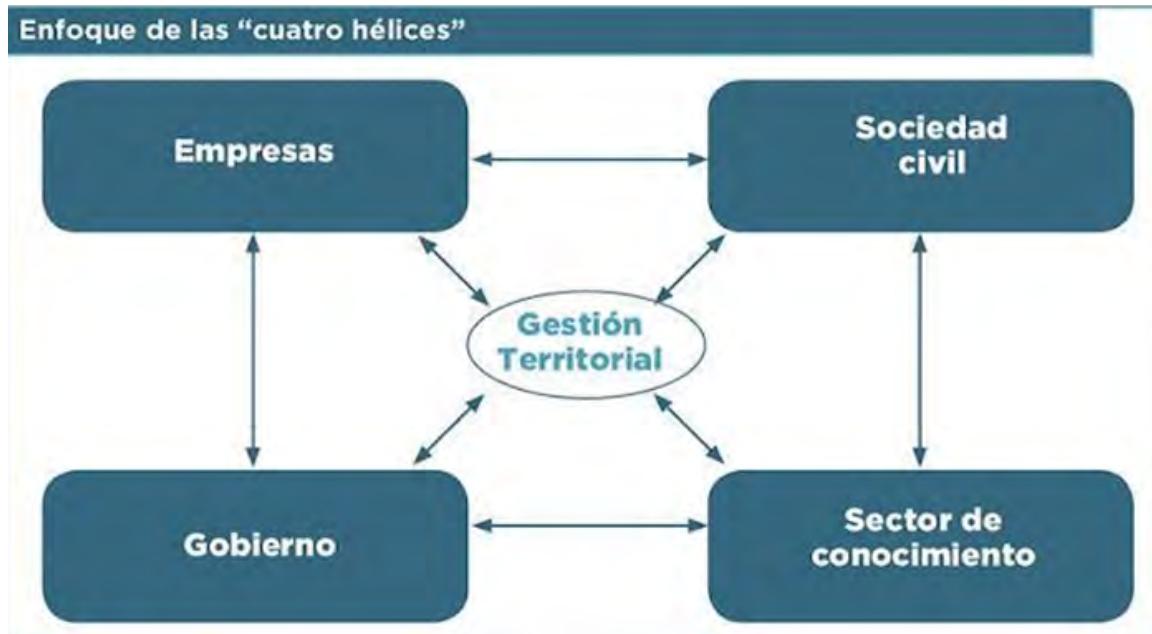 Enfoque de las “cuatro hélices”
Empresas
Sociedad
civil
Gestión
Territorial
Gobierno
Sector de
conocimiento